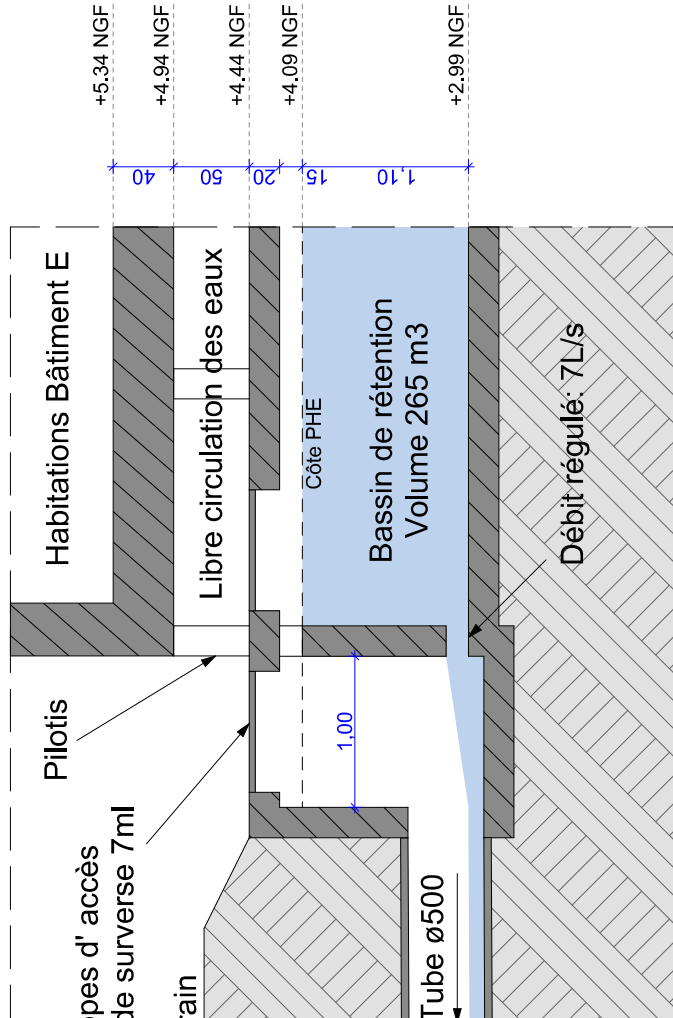 +5.34 NGF
+4.94 NGF
+4.44 NGF
+4.09 NGF
+2.99 NGF
40
50
20
15
1,10
Habitations Bâtiment E
Libre circulation des eaux
Côte PHE
Bassin de rétention
Volume 265 m3
Débit régulé: 7L/s
Pilotis
1,00
d' accès
de surverse 7ml
Tube ø500